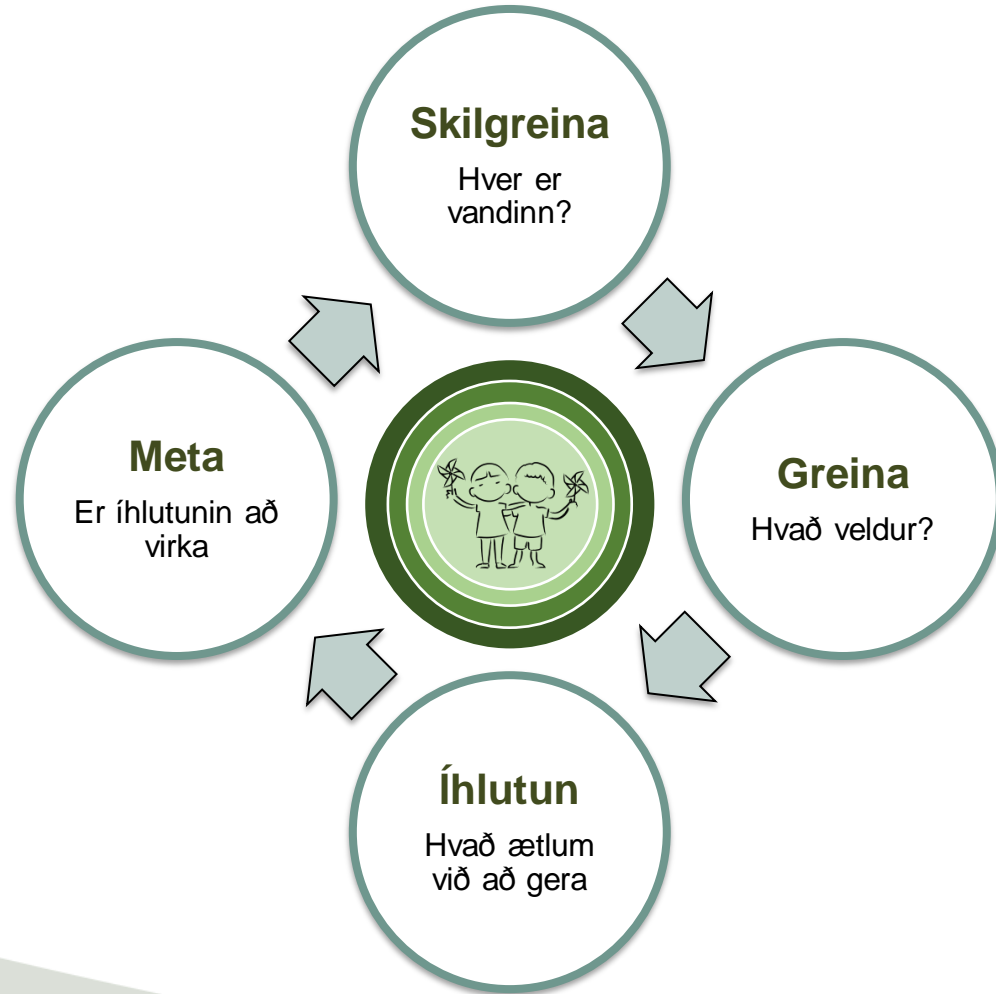 Skilgreina
Hver er
vandinn?
Greina
Hvað veldur?
Íhlutun
Hvað ætlum
við að gera
Meta
Er íhlutunin að
virka